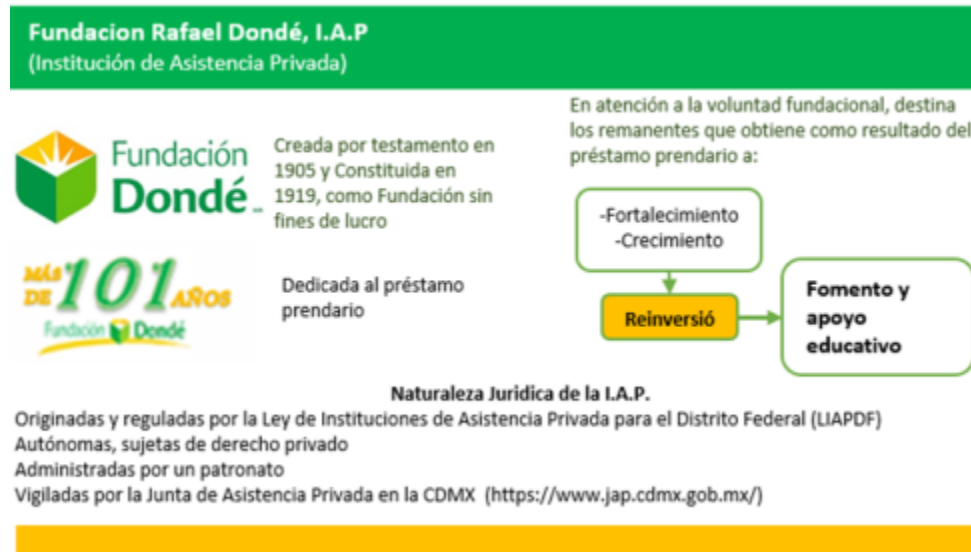 Fundacion Rafael Dondé, I.A.P
(Institución de Asistencia Privada)
Fundación
Dondé
Creada por testamento en
1905 y Constituida en
1919, como Fundación sin
fines de lucro
MÁS
DE 101 AÑOS
Fundación Dondé
Dedicada al préstamo
prendario
En atención a la voluntad fundacional, destina
los remanentes que obtiene como resultado del
préstamo prendario a:
-Fortalecimiento
-Crecimiento
Reinversió
Fomento y
apoyo
educativo
Naturaleza Juridica de la I.A.P.
Originadas y reguladas por la Ley de Instituciones de Asistencia Privada para el Distrito Federal (LIAPDF)
Autónomas, sujetas de derecho privado
Administradas por un patronato
Vigiladas por la Junta de Asistencia Privada en la CDMX (https://www.jap.cdmx.gob.mx/)